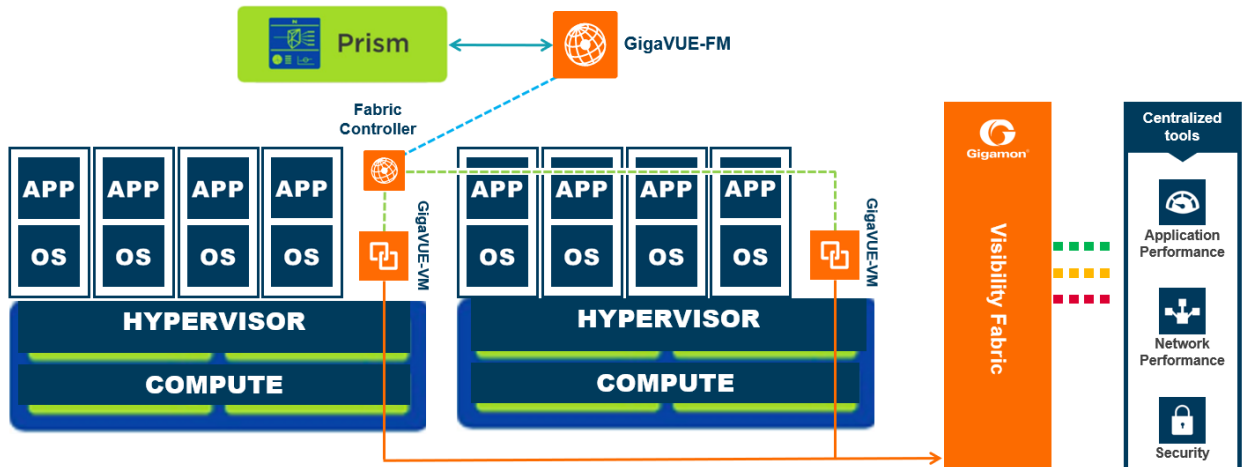 Prism
GigaVUE-FM
Fabric
Controller
APP
APP
APP
APP
OS
OS
OS
OS
GigaVUE-VM
HYPERVISOR
COMPUTE
APP
APP
APP
APP
OS
OS
OS
OS
GigaVUE-VM
HYPERVISOR
COMPUTE
Gigamon®
Visibility Fabric
Centralized
tools
Application
Performance
Network
Performance
Security